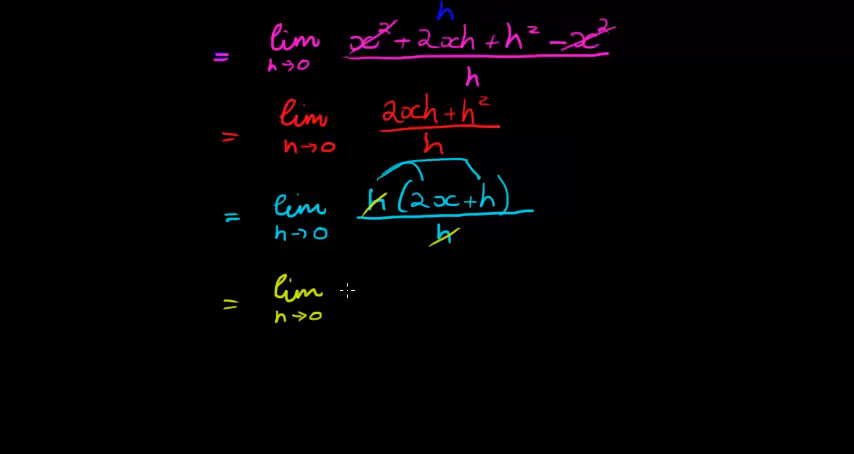 h
= lim h→0 x² + 2xh + h² - x² / h
= lim h→0 2xh + h² / h
= lim h→0 h(2x+h) / h
= lim h→0